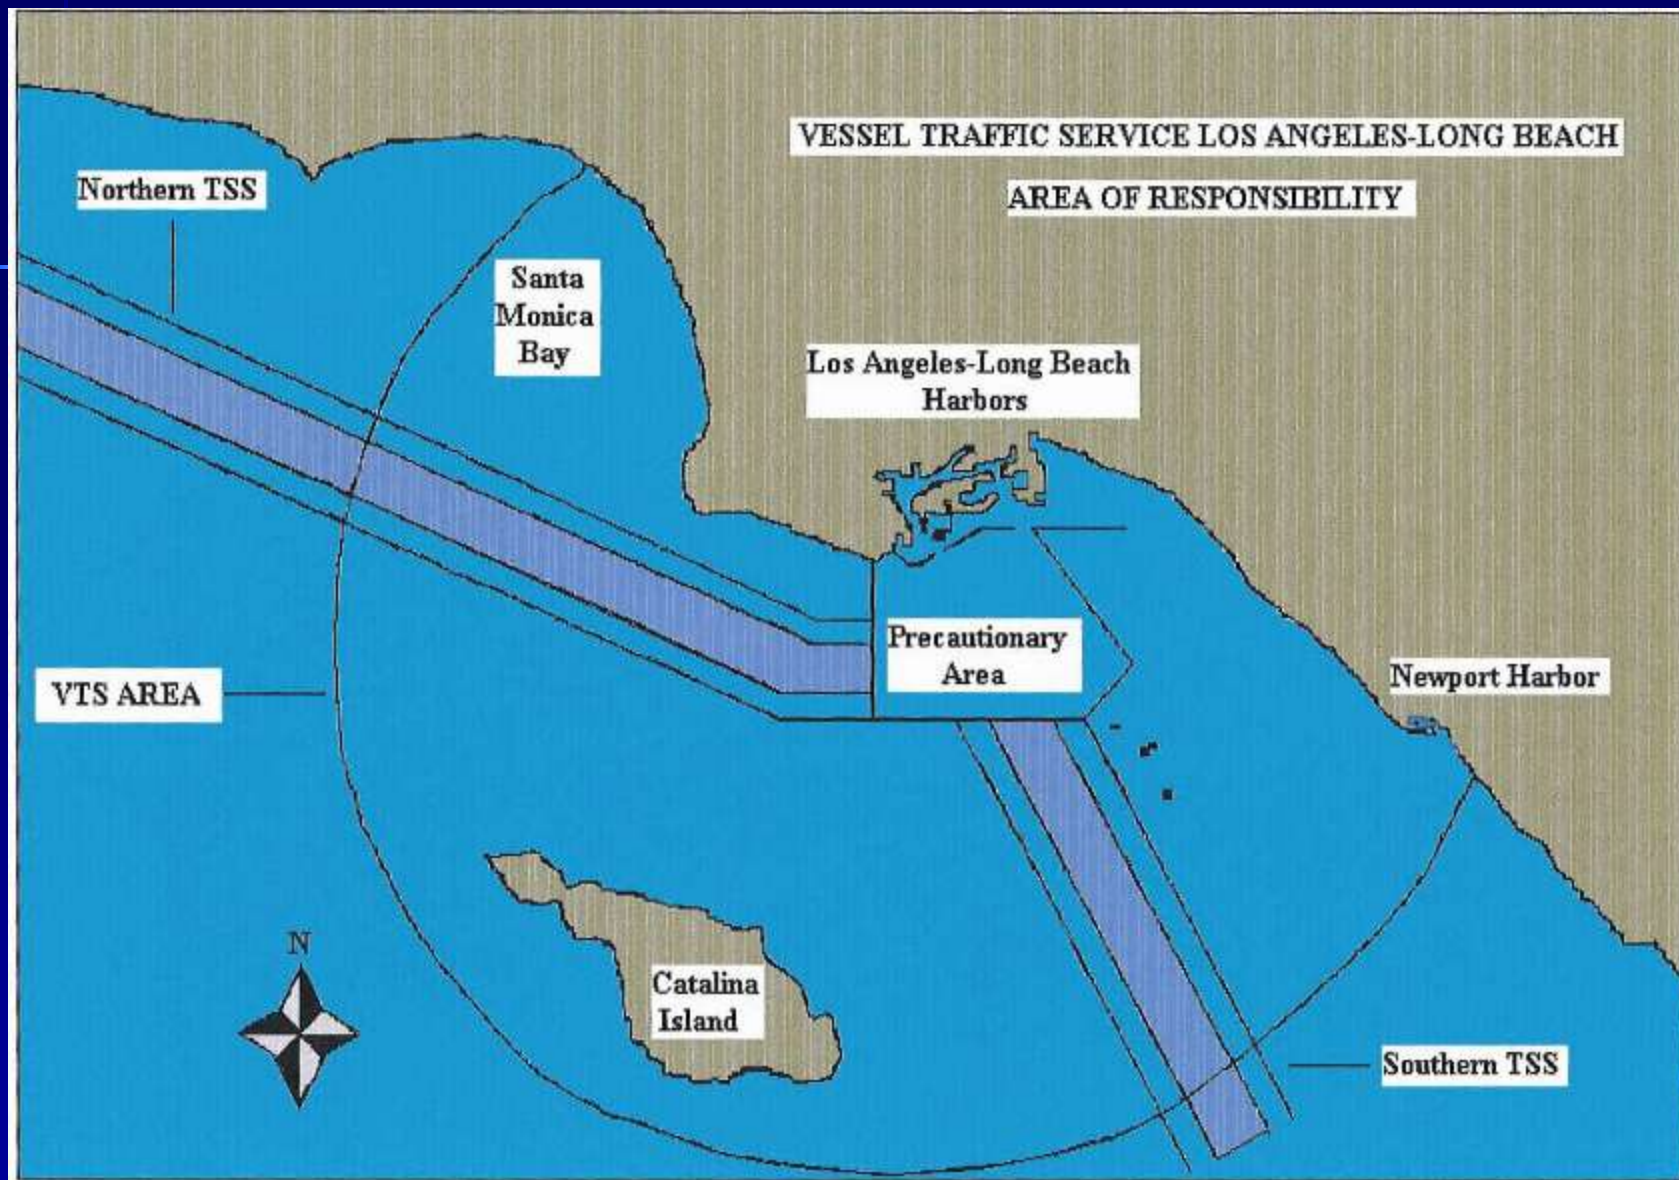 VESSEL TRAFFIC SERVICE LOS ANGELES-LONG BEACH
AREA OF RESPONSIBILITY
Northern TSS
Santa
Monica
Bay
Los Angeles-Long Beach
Harbors
Precautionary
Area
Newport Harbor
VTS AREA
N
Catalina
Island
Southern TSS